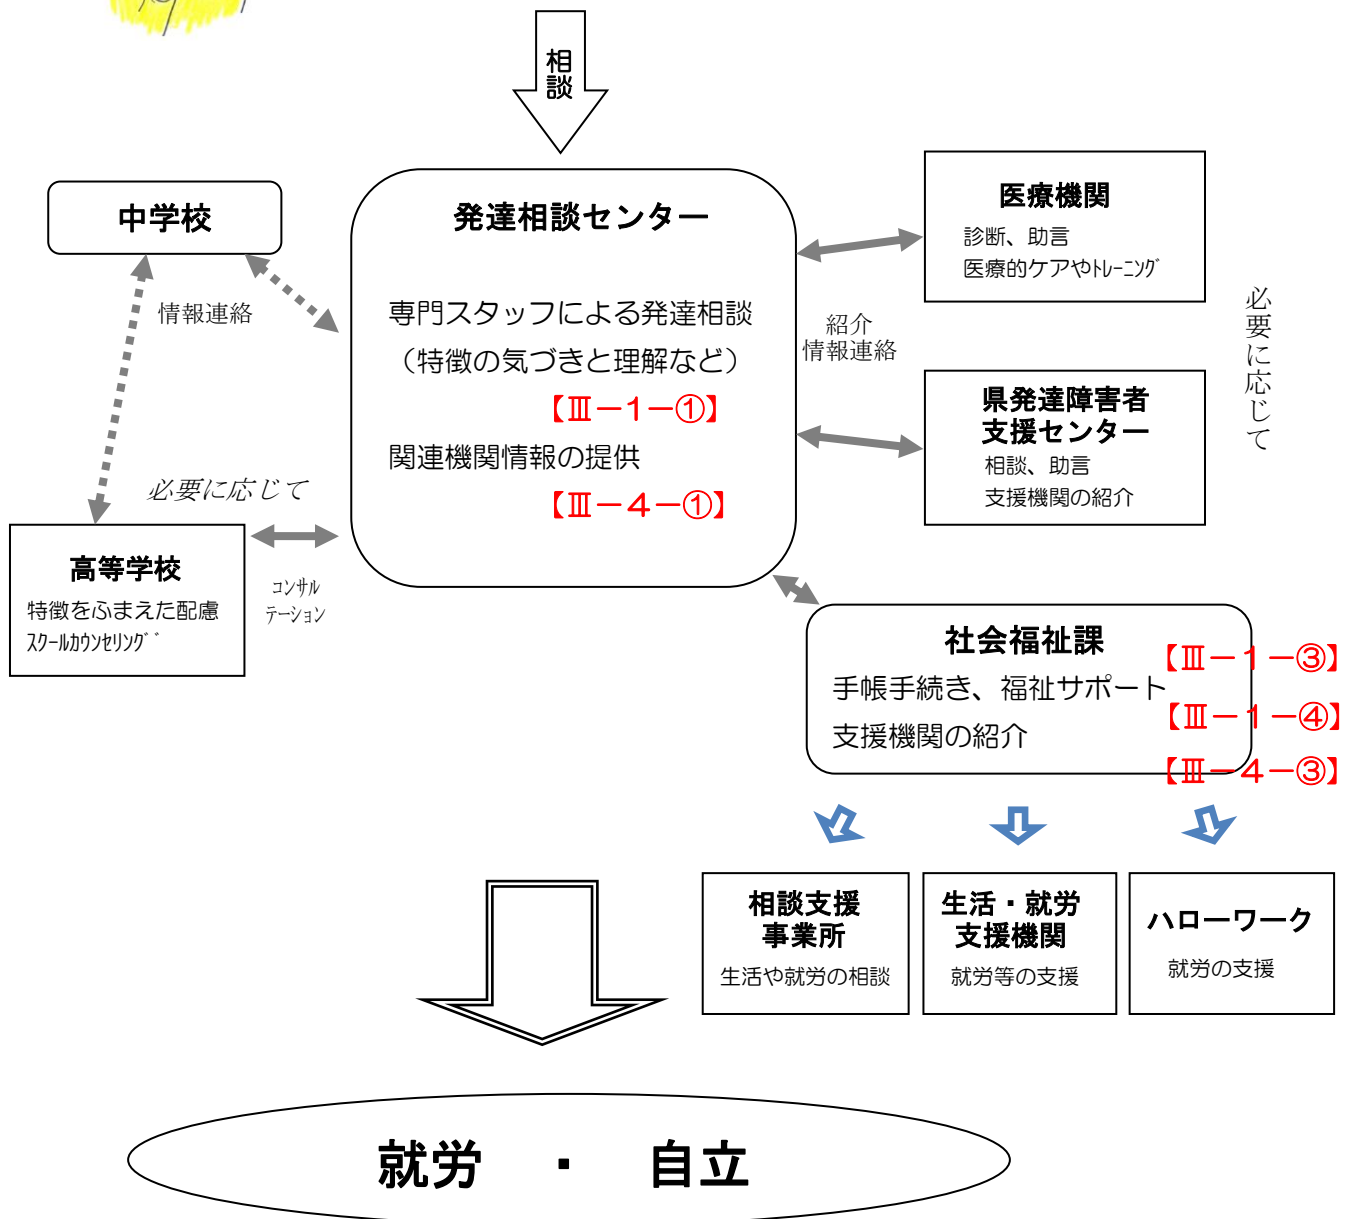 相談
中学校
情報連絡
発達相談センター
専門スタッフによる発達相談
（特徴の気づきと理解など）
【Ⅲ－1－①】
関連機関情報の提供
【Ⅲ－4－①】
紹介
情報連絡
医療機関
診断、助言
医療的ケアやﾄﾚｰﾆﾝｸﾞ
県発達障害者
支援センター
相談、助言
支援機関の紹介
必要に応じて
必要に応じて
コンサル
テーション
高等学校
特徴をふまえた配慮
ｽｸｰﾙｶｳﾝｾﾘﾝｸﾞﾞ
社会福祉課
手帳手続き、福祉サポート
支援機関の紹介
【Ⅲ－1－③】
【Ⅲ－1－④】
【Ⅲ－4－③】
相談支援
事業所
生活や就労の相談
生活・就労
支援機関
就労等の支援
ハローワーク
就労の支援
就労　・　自立